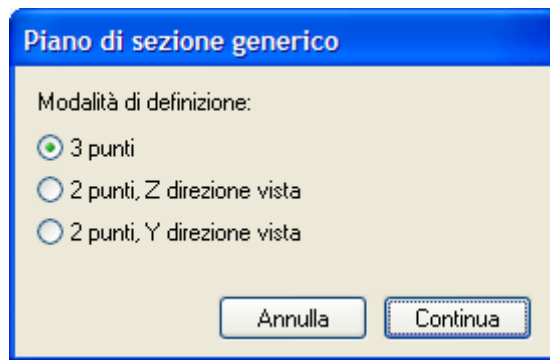 Piano di sezione generico
Modalità di definizione:
3 punti
2 punti, Z direzione vista
2 punti, Y direzione vista
Annulla
Continua